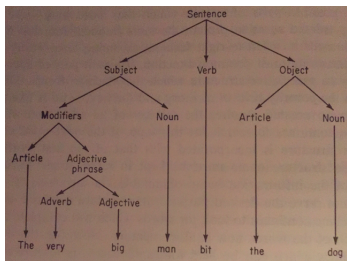 Sentence
Subject Verb Object
Modifiers Noun Article Noun
Article Adjective
phrase
Adverb Adjective
The very big man bit the dog